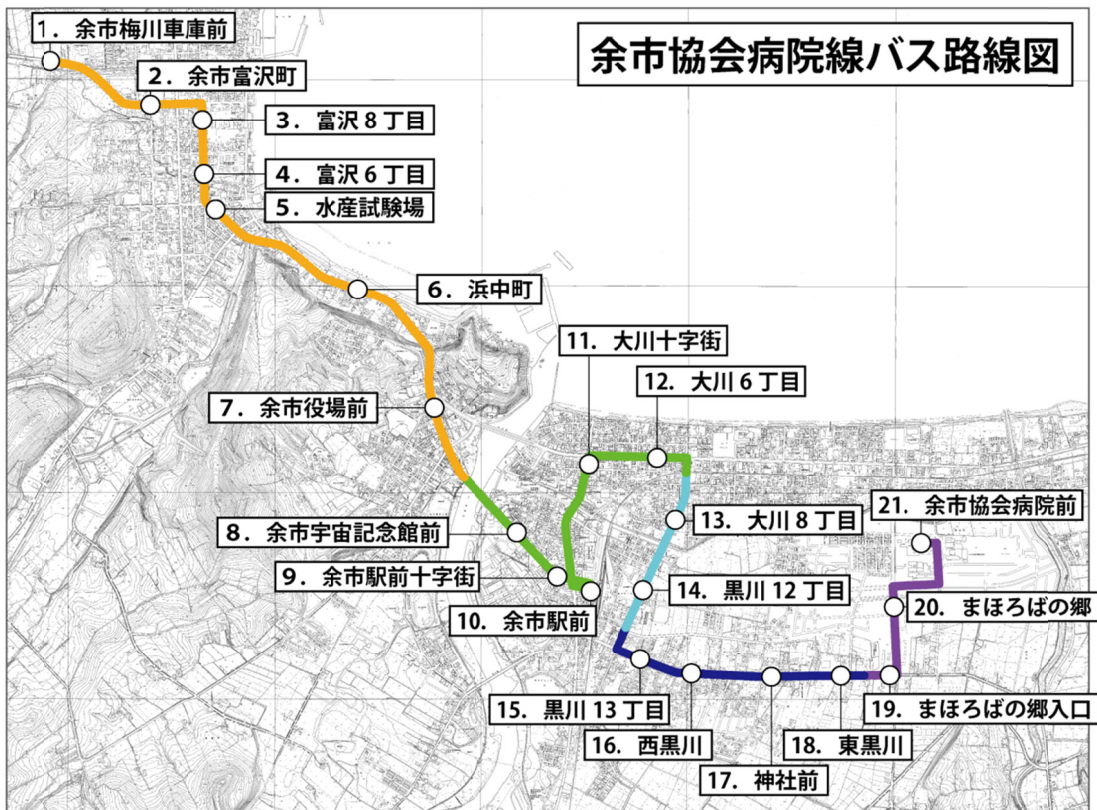 余市協会病院線バス路線図
1．余市梅川車庫前
2．余市富沢町
3．富沢8丁目
4．富沢6丁目
5．水産試験場
6．浜中町
7．余市役場前
8．余市宇宙記念館前
9．余市駅前十字街
10．余市駅前
11．大川十字街
12．大川6丁目
13．大川8丁目
14．黒川12丁目
15．黒川13丁目
16．西黒川
17．神社前
18．東黒川
19．まほろばの郷入口
20．まほろばの郷
21．余市協会病院前